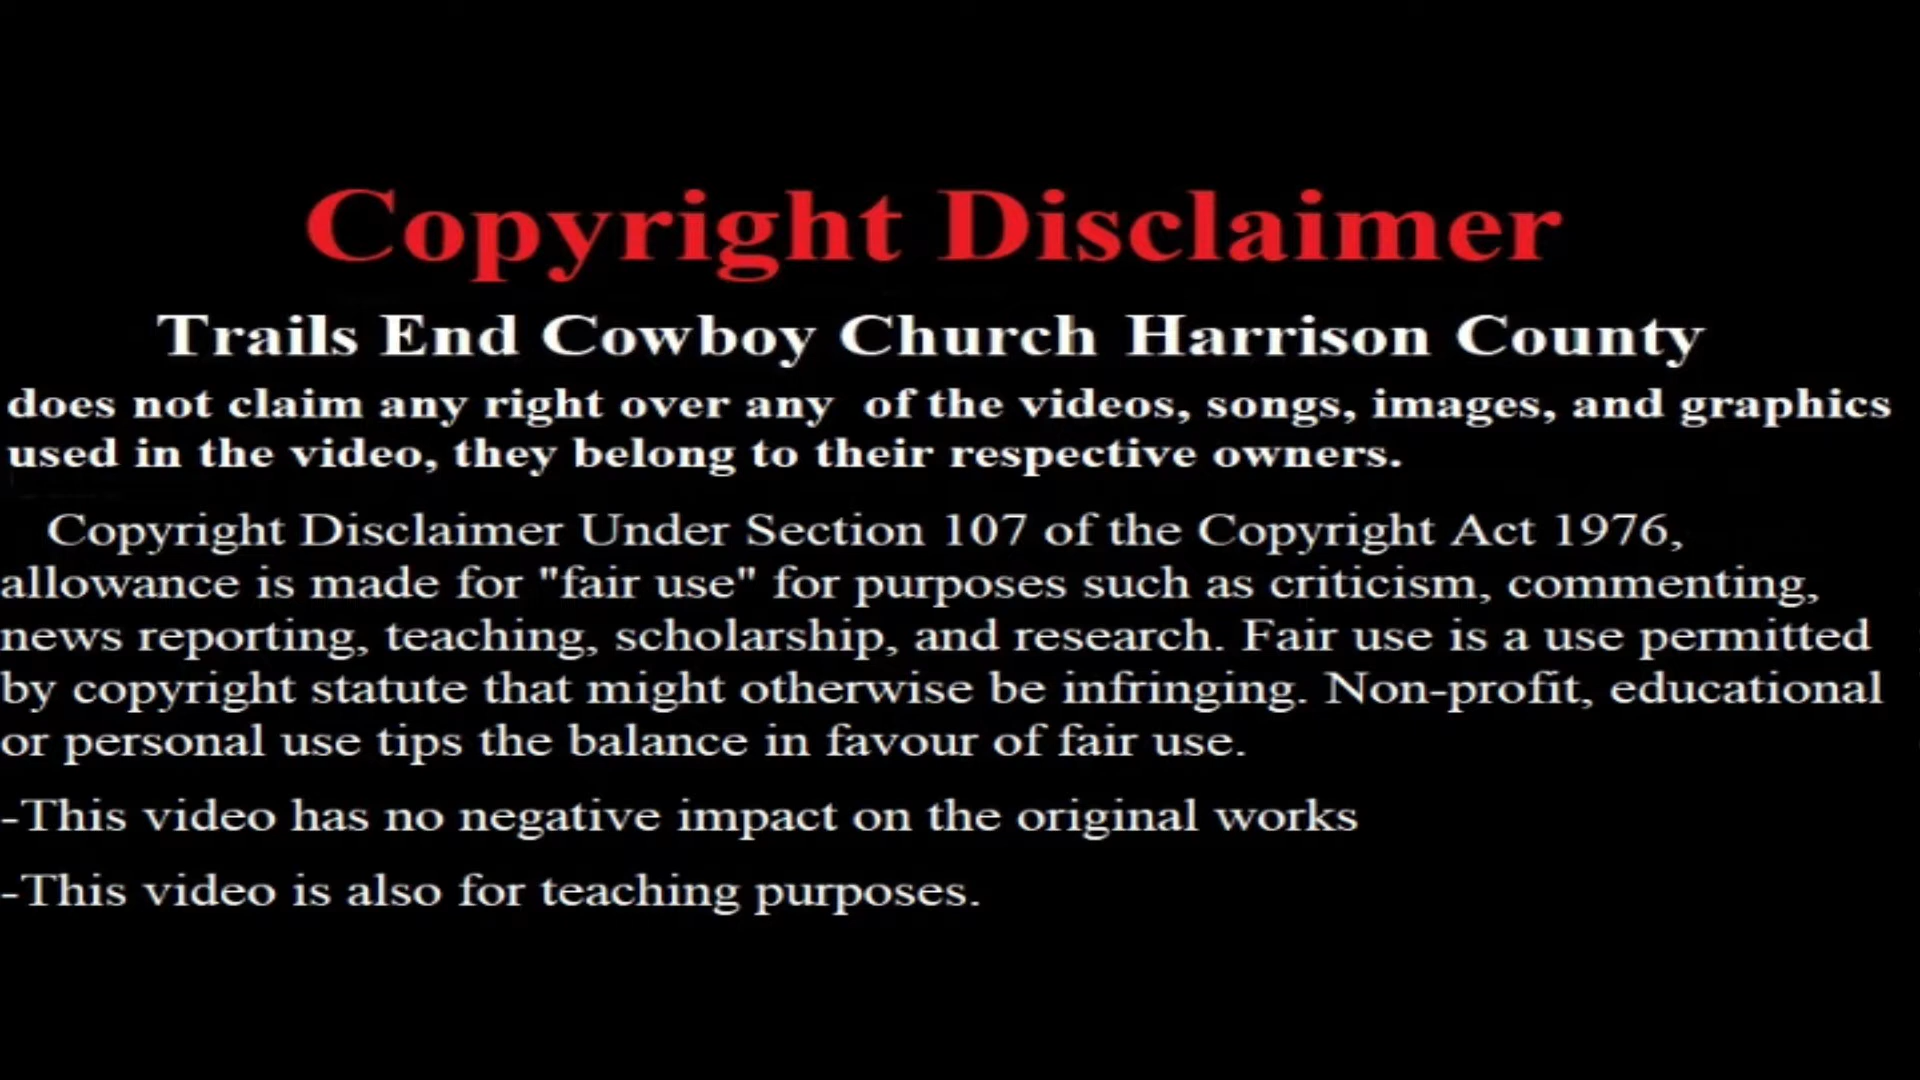 Copyright Disclaimer
Trails End Cowboy Church Harrison County
does not claim any right over any of the videos, songs, images, and graphics
used in the video, they belong to their respective owners.
Copyright Disclaimer Under Section 107 of the Copyright Act 1976,
allowance is made for "fair use" for purposes such as criticism, commenting,
news reporting, teaching, scholarship, and research. Fair use is a use permitted
by copyright statute that might otherwise be infringing. Non-profit, educational
or personal use tips the balance in favour of fair use.
-This video has no negative impact on the original works
-This video is also for teaching purposes.